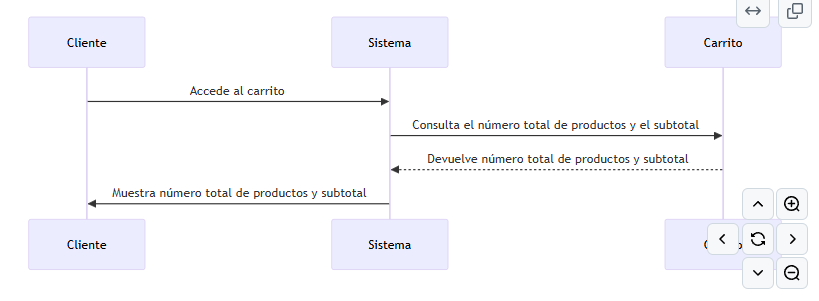 Cliente
Sistema
Carrito
Accede al carrito
Consulta el número total de productos y el subtotal
Devuelve número total de productos y subtotal
Muestra número total de productos y subtotal
Cliente
Sistema